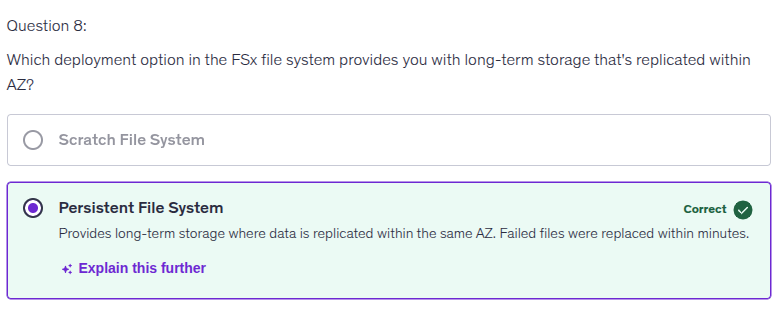 Question 8:
Which deployment option in the FSx file system provides you with long-term storage that's replicated within
AZ?
Scratch File System
Persistent File System
Correct
Provides long-term storage where data is replicated within the same AZ. Failed files were replaced within minutes.
Explain this further